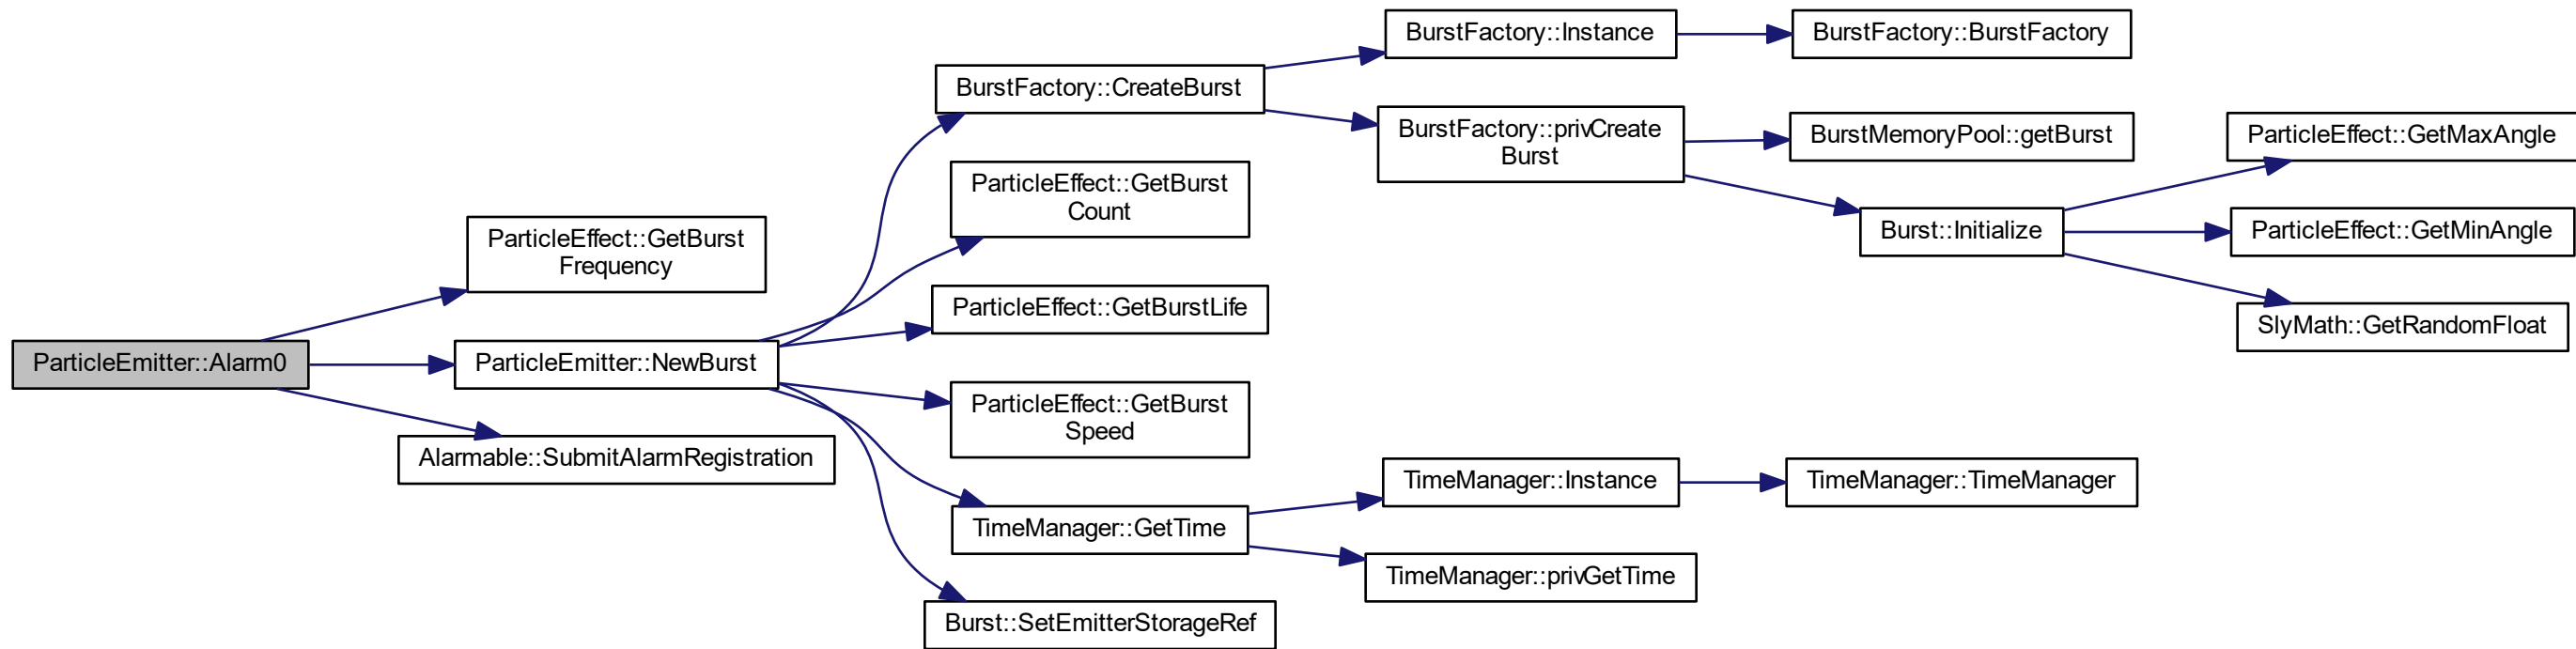 ParticleEmitter::Alarm0
ParticleEffect::GetBurst
Frequency
ParticleEmitter::NewBurst
Alarmable::SubmitAlarmRegistration
BurstFactory::CreateBurst
ParticleEffect::GetBurst
Count
ParticleEffect::GetBurstLife
ParticleEffect::GetBurst
Speed
TimeManager::GetTime
Burst::SetEmitterStorageRef
BurstFactory::Instance
BurstFactory::privCreate
Burst
TimeManager::Instance
TimeManager::privGetTime
BurstFactory::BurstFactory
BurstMemoryPool::getBurst
Burst::Initialize
TimeManager::TimeManager
ParticleEffect::GetMaxAngle
ParticleEffect::GetMinAngle
SlyMath::GetRandomFloat